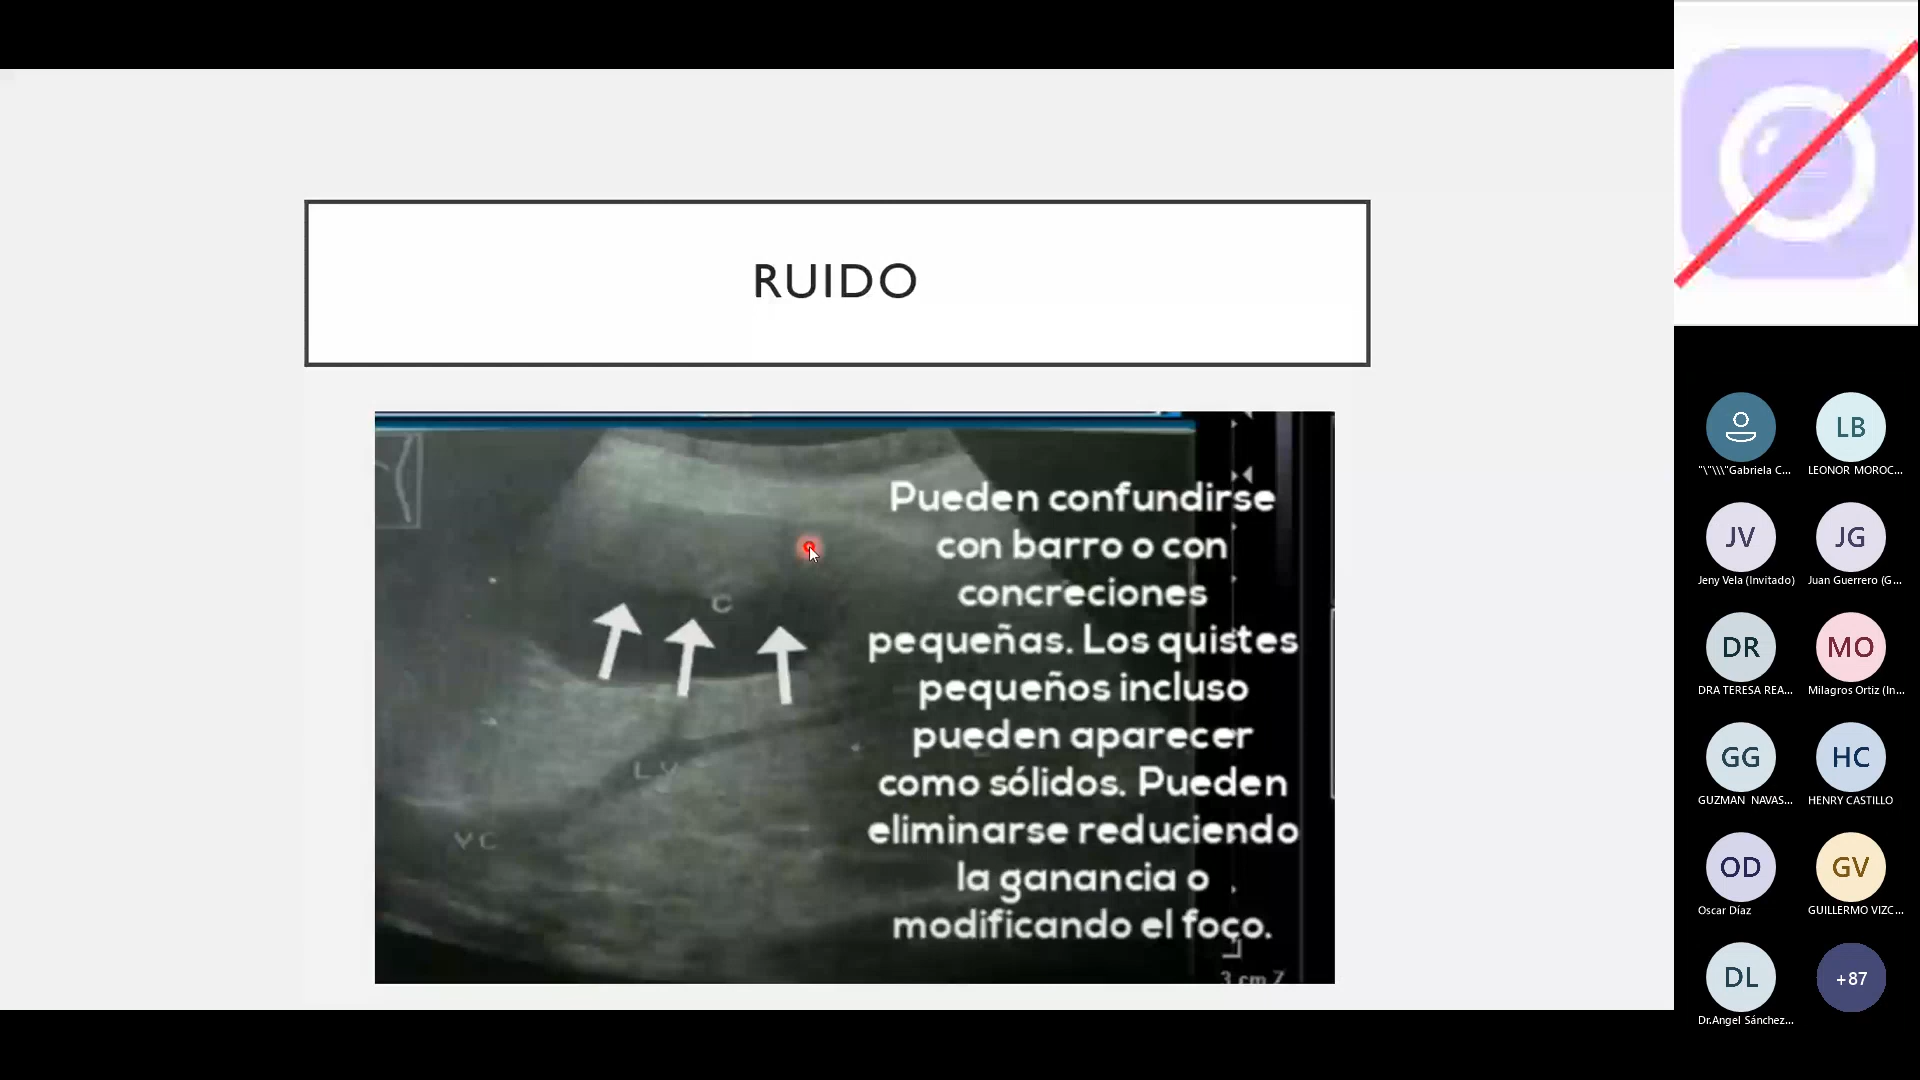 RUIDO
Pueden confundirse
con barro o con
concreciones
pequeñas. Los quistes
pequeños incluso
pueden aparecer
como sólidos. Pueden
eliminarse reduciendo
la ganancia o
modificando el foco.
C
LV
VC
3 cm 7
"\"\\\"Gabriela C...
LB
LEONOR MOROC...
JV
Jeny Vela (Invitado)
JG
Juan Guerrero (G...
DR
DRA TERESA REA...
MO
Milagros Ortiz (In...
GG
GUZMAN NAVAS...
HC
HENRY CASTILLO
OD
Oscar Díaz
GV
GUILLERMO VIZC...
DL
Dr.Angel Sánchez...
+87